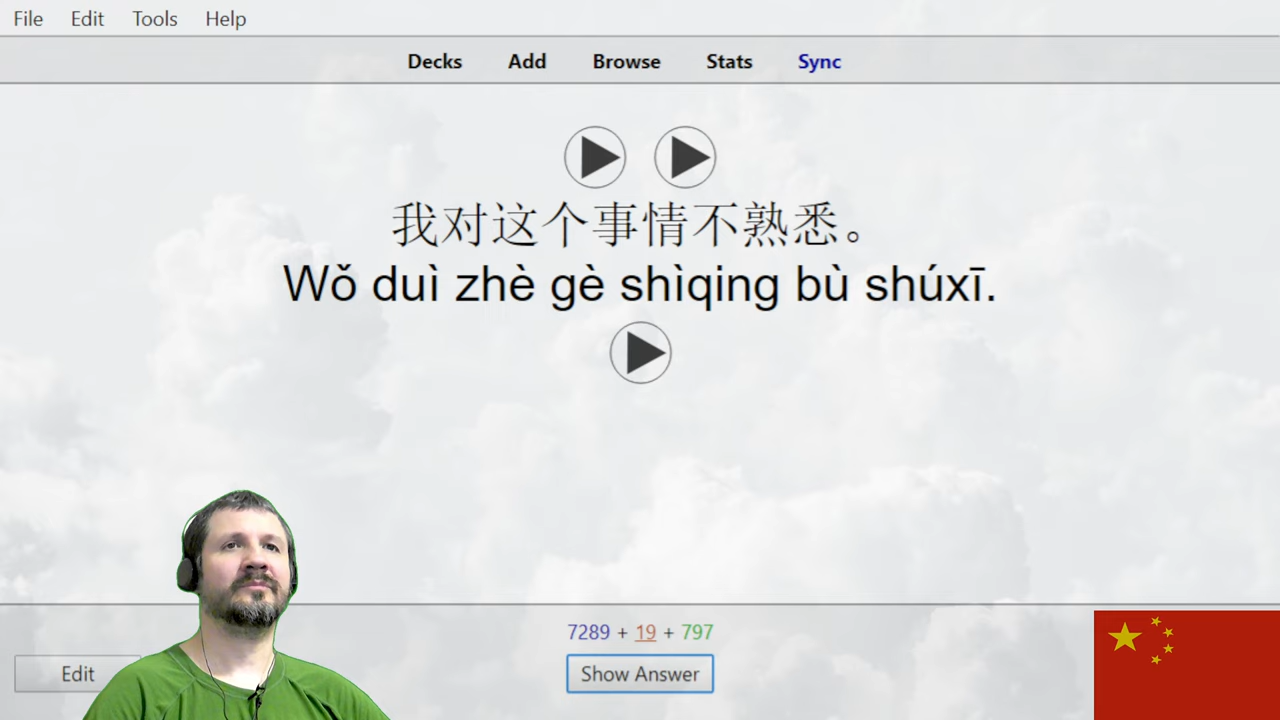 File Edit Tools Help
Decks Add Browse Stats Sync
我对这个事情不熟悉。
Wǒ duì zhè gè shìqing bù shúxī.
7289 + 19 + 797
Edit Show Answer